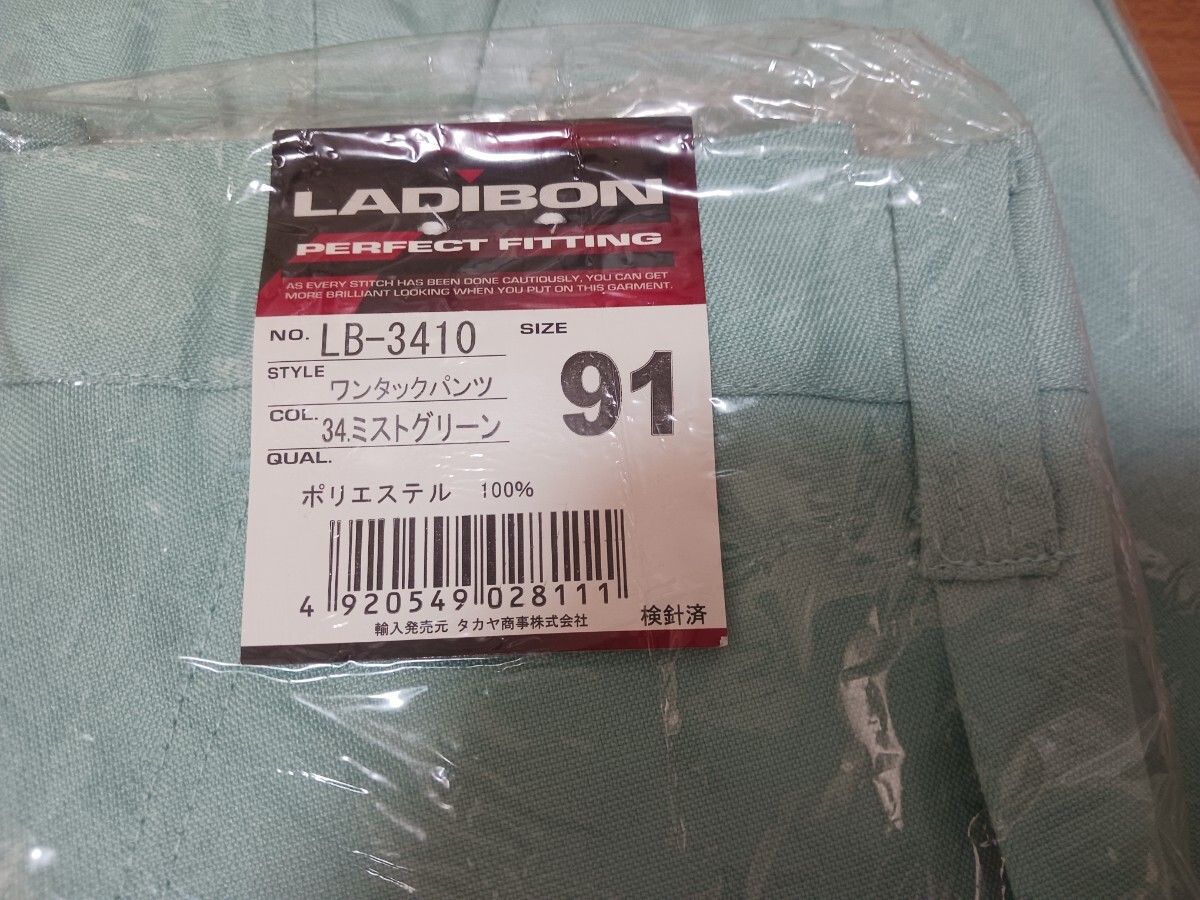 LADIBON
PERFECT FITTING
AS EVERY STITCH HAS BEEN DONE CAUTIOUSLY, YOU CAN GET
MORE BRILLIANT LOOKING WHEN YOU PUT ON THIS GARMENT.
NO. LB-3410
SIZE 91
STYLE ワンタックパンツ
COL. 34.ミストグリーン
QUAL.
ポリエステル 100%
4 920549 028111
輸入発売元 タカヤ商事株式会社
検針済